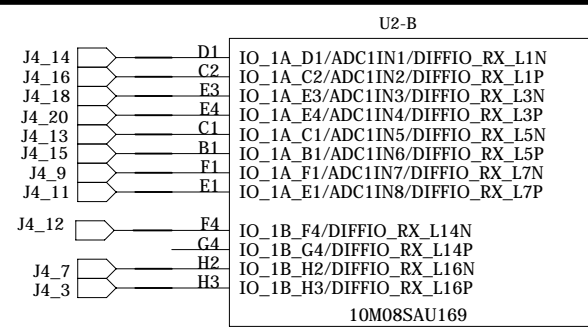 U2-B
J4_14 D1 IO_1A_D1/ADC1IN1/DIFFIO_RX_L1N
J4_16 C2 IO_1A_C2/ADC1IN2/DIFFIO_RX_L1P
J4_18 E3 IO_1A_E3/ADC1IN3/DIFFIO_RX_L3N
J4_20 E4 IO_1A_E4/ADC1IN4/DIFFIO_RX_L3P
J4_13 C1 IO_1A_C1/ADC1IN5/DIFFIO_RX_L5N
J4_15 B1 IO_1A_B1/ADC1IN6/DIFFIO_RX_L5P
J4_9 F1 IO_1A_F1/ADC1IN7/DIFFIO_RX_L7N
J4_11 E1 IO_1A_E1/ADC1IN8/DIFFIO_RX_L7P
J4_12 F4 IO_1B_F4/DIFFIO_RX_L14N
G4 IO_1B_G4/DIFFIO_RX_L14P
J4_7 H2 IO_1B_H2/DIFFIO_RX_L16N
J4_3 H3 IO_1B_H3/DIFFIO_RX_L16P
10M08SAU169